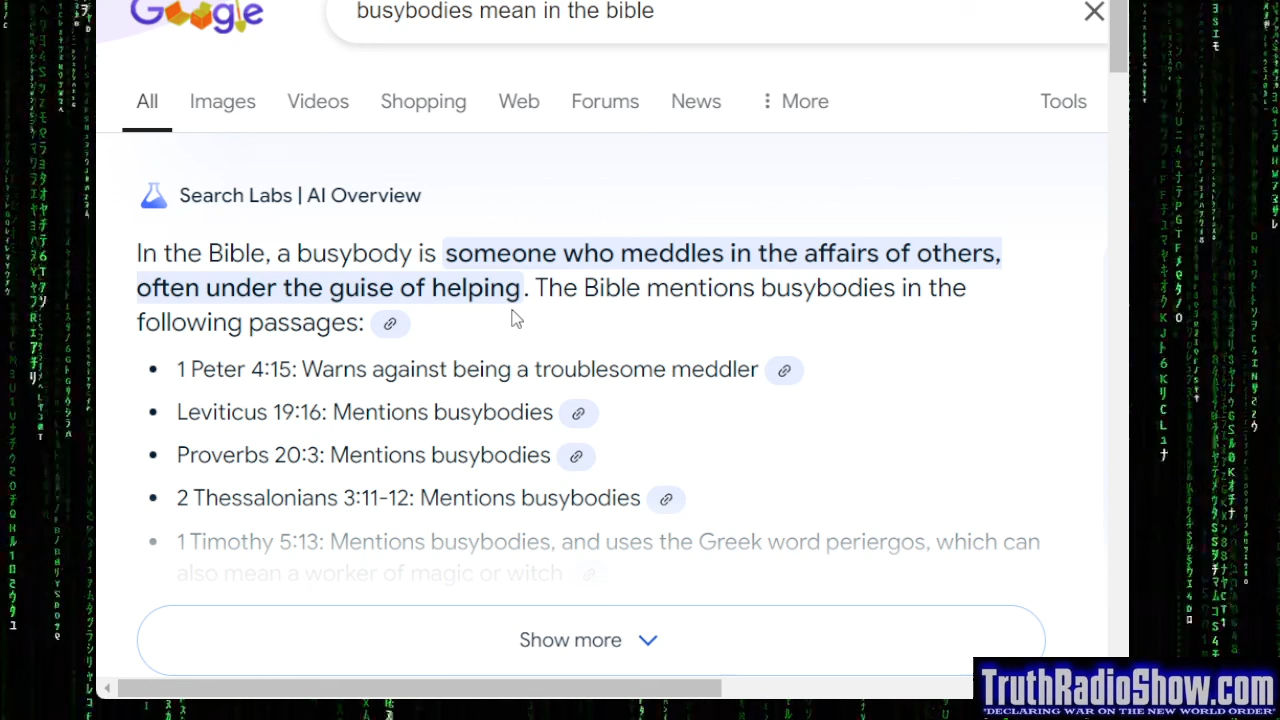 Google
busybodies mean in the bible
All Images Videos Shopping Web Forums News More Tools
Search Labs | AI Overview
In the Bible, a busybody is someone who meddles in the affairs of others,
often under the guise of helping. The Bible mentions busybodies in the
following passages:
• 1 Peter 4:15: Warns against being a troublesome meddler
• Leviticus 19:16: Mentions busybodies
• Proverbs 20:3: Mentions busybodies
• 2 Thessalonians 3:11-12: Mentions busybodies
• 1 Timothy 5:13: Mentions busybodies, and uses the Greek word periergos, which can
also mean a worker of magic or witch
Show more
TruthRadioShow.com
"DECLARING WAR ON THE NEW WORLD ORDER"